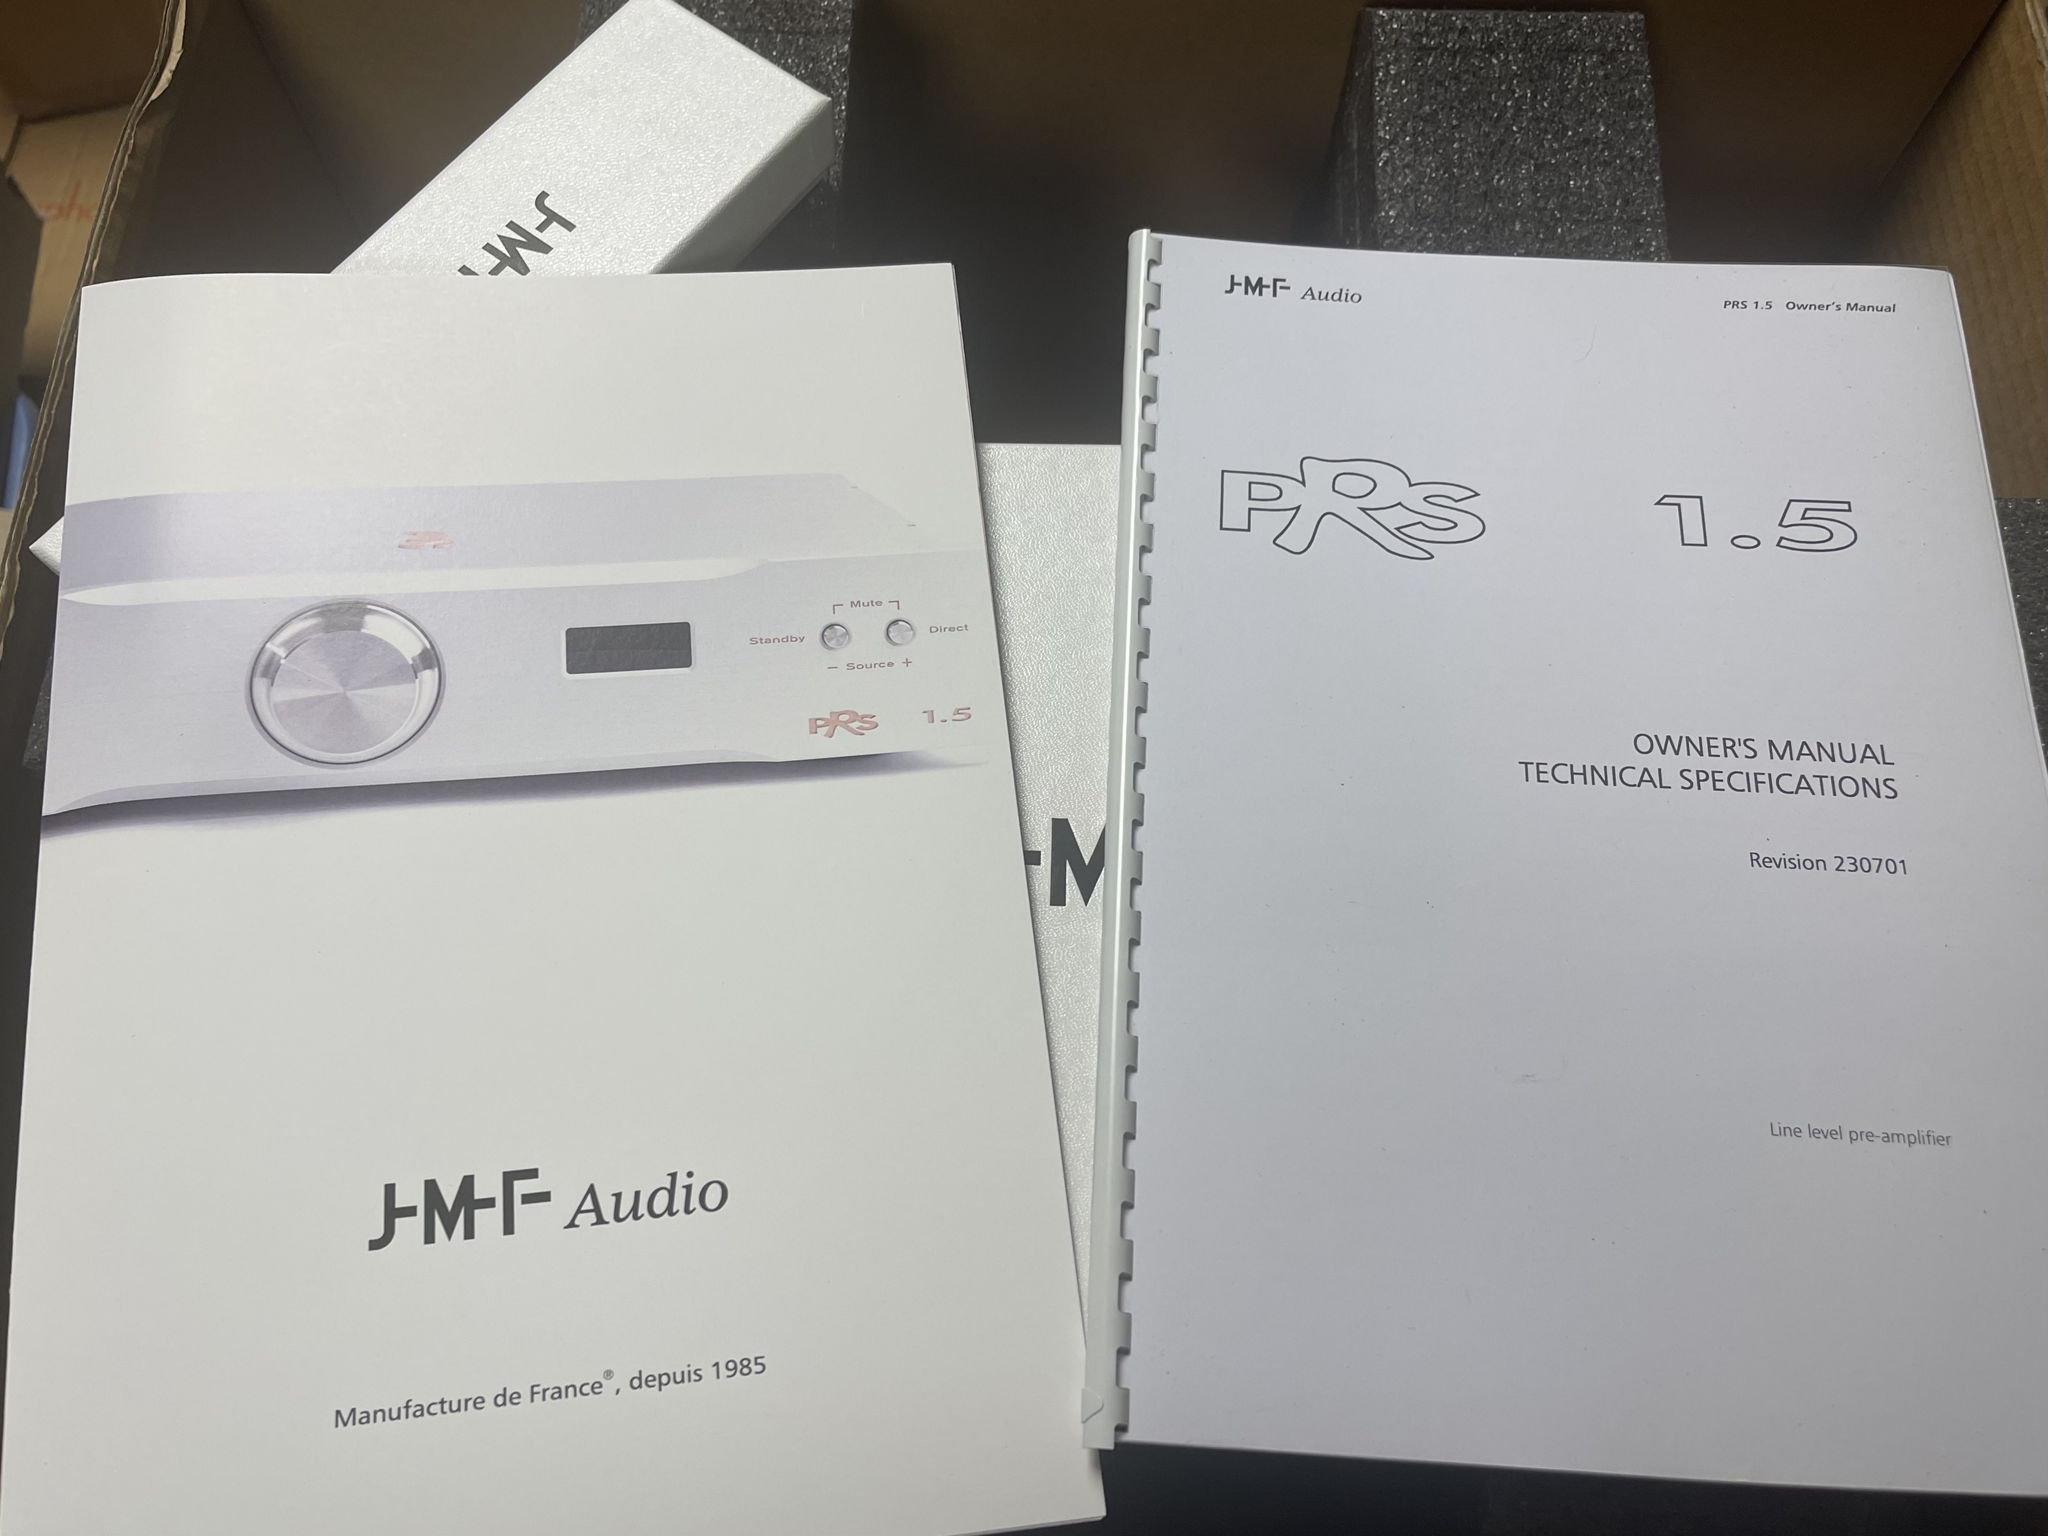 J-M-F
Mute
Standby
Direct
− Source +
PRS 1.5
J-M-F Audio
Manufacture de France®, depuis 1985
J-M-F Audio
PRS 1.5 Owner's Manual
PRS 1.5
OWNER'S MANUAL
TECHNICAL SPECIFICATIONS
Revision 230701
Line level pre-amplifier
-M